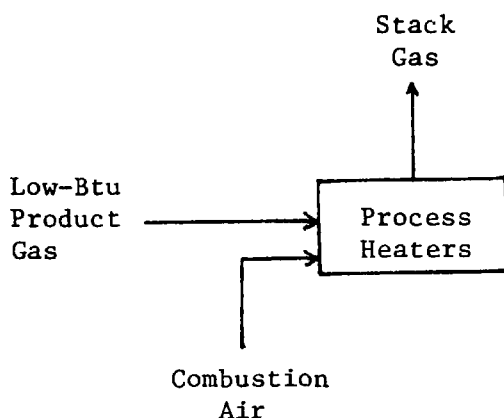 Stack
Gas
Low-Btu
Product
Gas
Process
Heaters
Combustion
Air